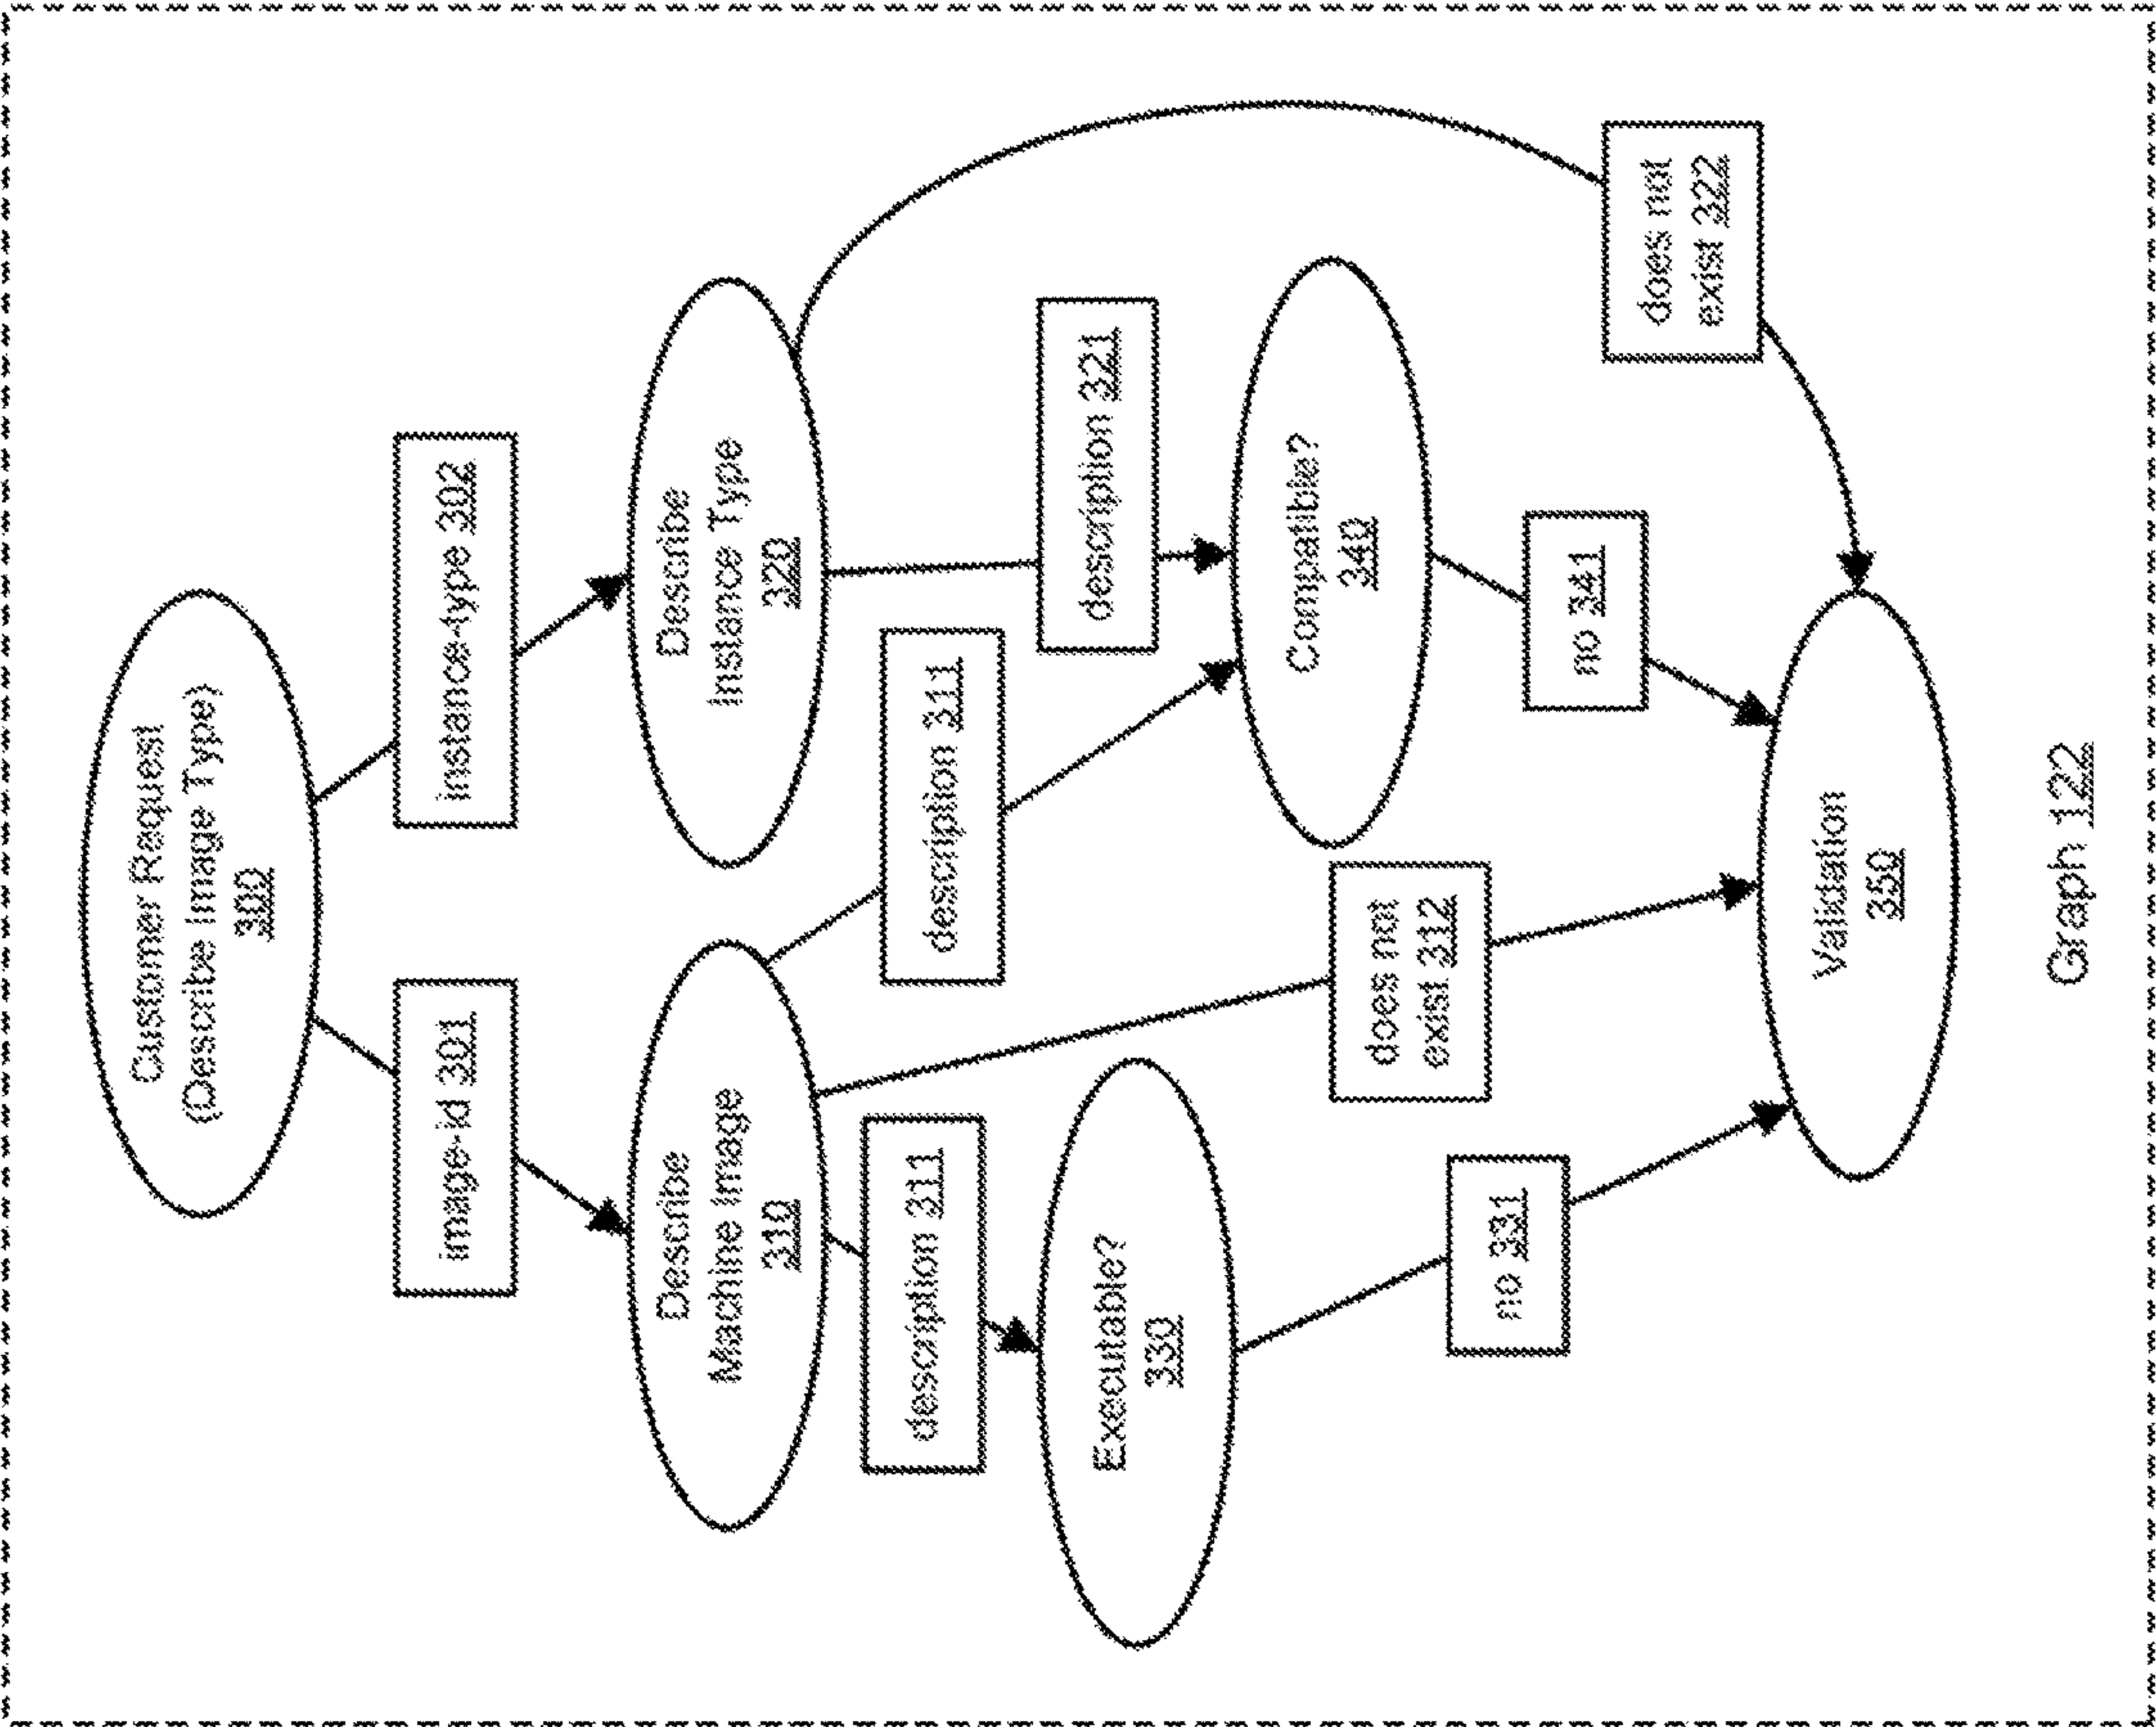 Customer Request
(Describe Image Type)
300
image-id 301
instance-type 302
Describe
Machine Image
310
Describe
Instance Type
320
description 311
description 311
description 321
Executable?
330
Compatible?
340
does not
exist 312
no 331
no 341
does not
exist 322
Validation
350
Graph 122